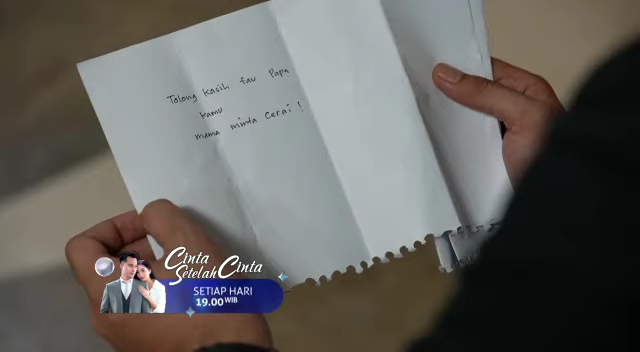 Tolong kasih tau Papa
kamu
mama minta cerai !
Cinta
Setelah Cinta
SETIAP HARI
19.00 WIB